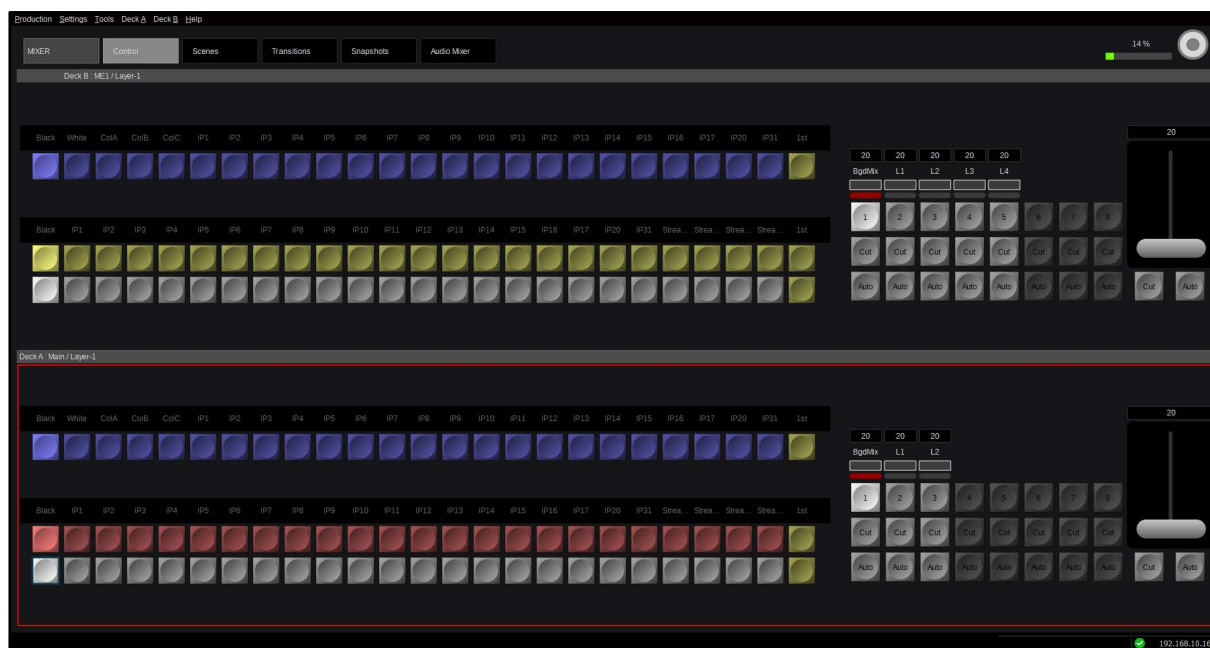 Production Settings Tools Deck A Deck B Help
MIXER Control Scenes Transitions Snapshots Audio Mixer 14 %
Deck B : ME1 / Layer-1
Black White ColA ColB ColC IP1 IP2 IP3 IP4 IP5 IP6 IP7 IP8 IP9 IP10 IP11 IP12 IP13 IP14 IP15 IP16 IP17 IP20 IP31 1st 20
20 20 20 20 20
BgdMix L1 L2 L3 L4
1 2 3 4 5 6 7 8
Black IP1 IP2 IP3 IP4 IP5 IP6 IP7 IP8 IP9 IP10 IP11 IP12 IP13 IP14 IP15 IP16 IP17 IP20 IP31 Strea... Strea... Strea... Strea... 1st
Cut Cut Cut Cut Cut Cut Cut Cut
Auto Auto Auto Auto Auto Auto Auto Auto Cut Auto
Deck A : Main / Layer-1
Black White ColA ColB ColC IP1 IP2 IP3 IP4 IP5 IP6 IP7 IP8 IP9 IP10 IP11 IP12 IP13 IP14 IP15 IP16 IP17 IP20 IP31 1st 20
20 20 20
BgdMix L1 L2
1 2 3 4 5 6 7 8
Black IP1 IP2 IP3 IP4 IP5 IP6 IP7 IP8 IP9 IP10 IP11 IP12 IP13 IP14 IP15 IP16 IP17 IP20 IP31 Strea... Strea... Strea... Strea... 1st
Cut Cut Cut Cut Cut Cut Cut Cut
Auto Auto Auto Auto Auto Auto Auto Auto Cut Auto
192.168.10.16